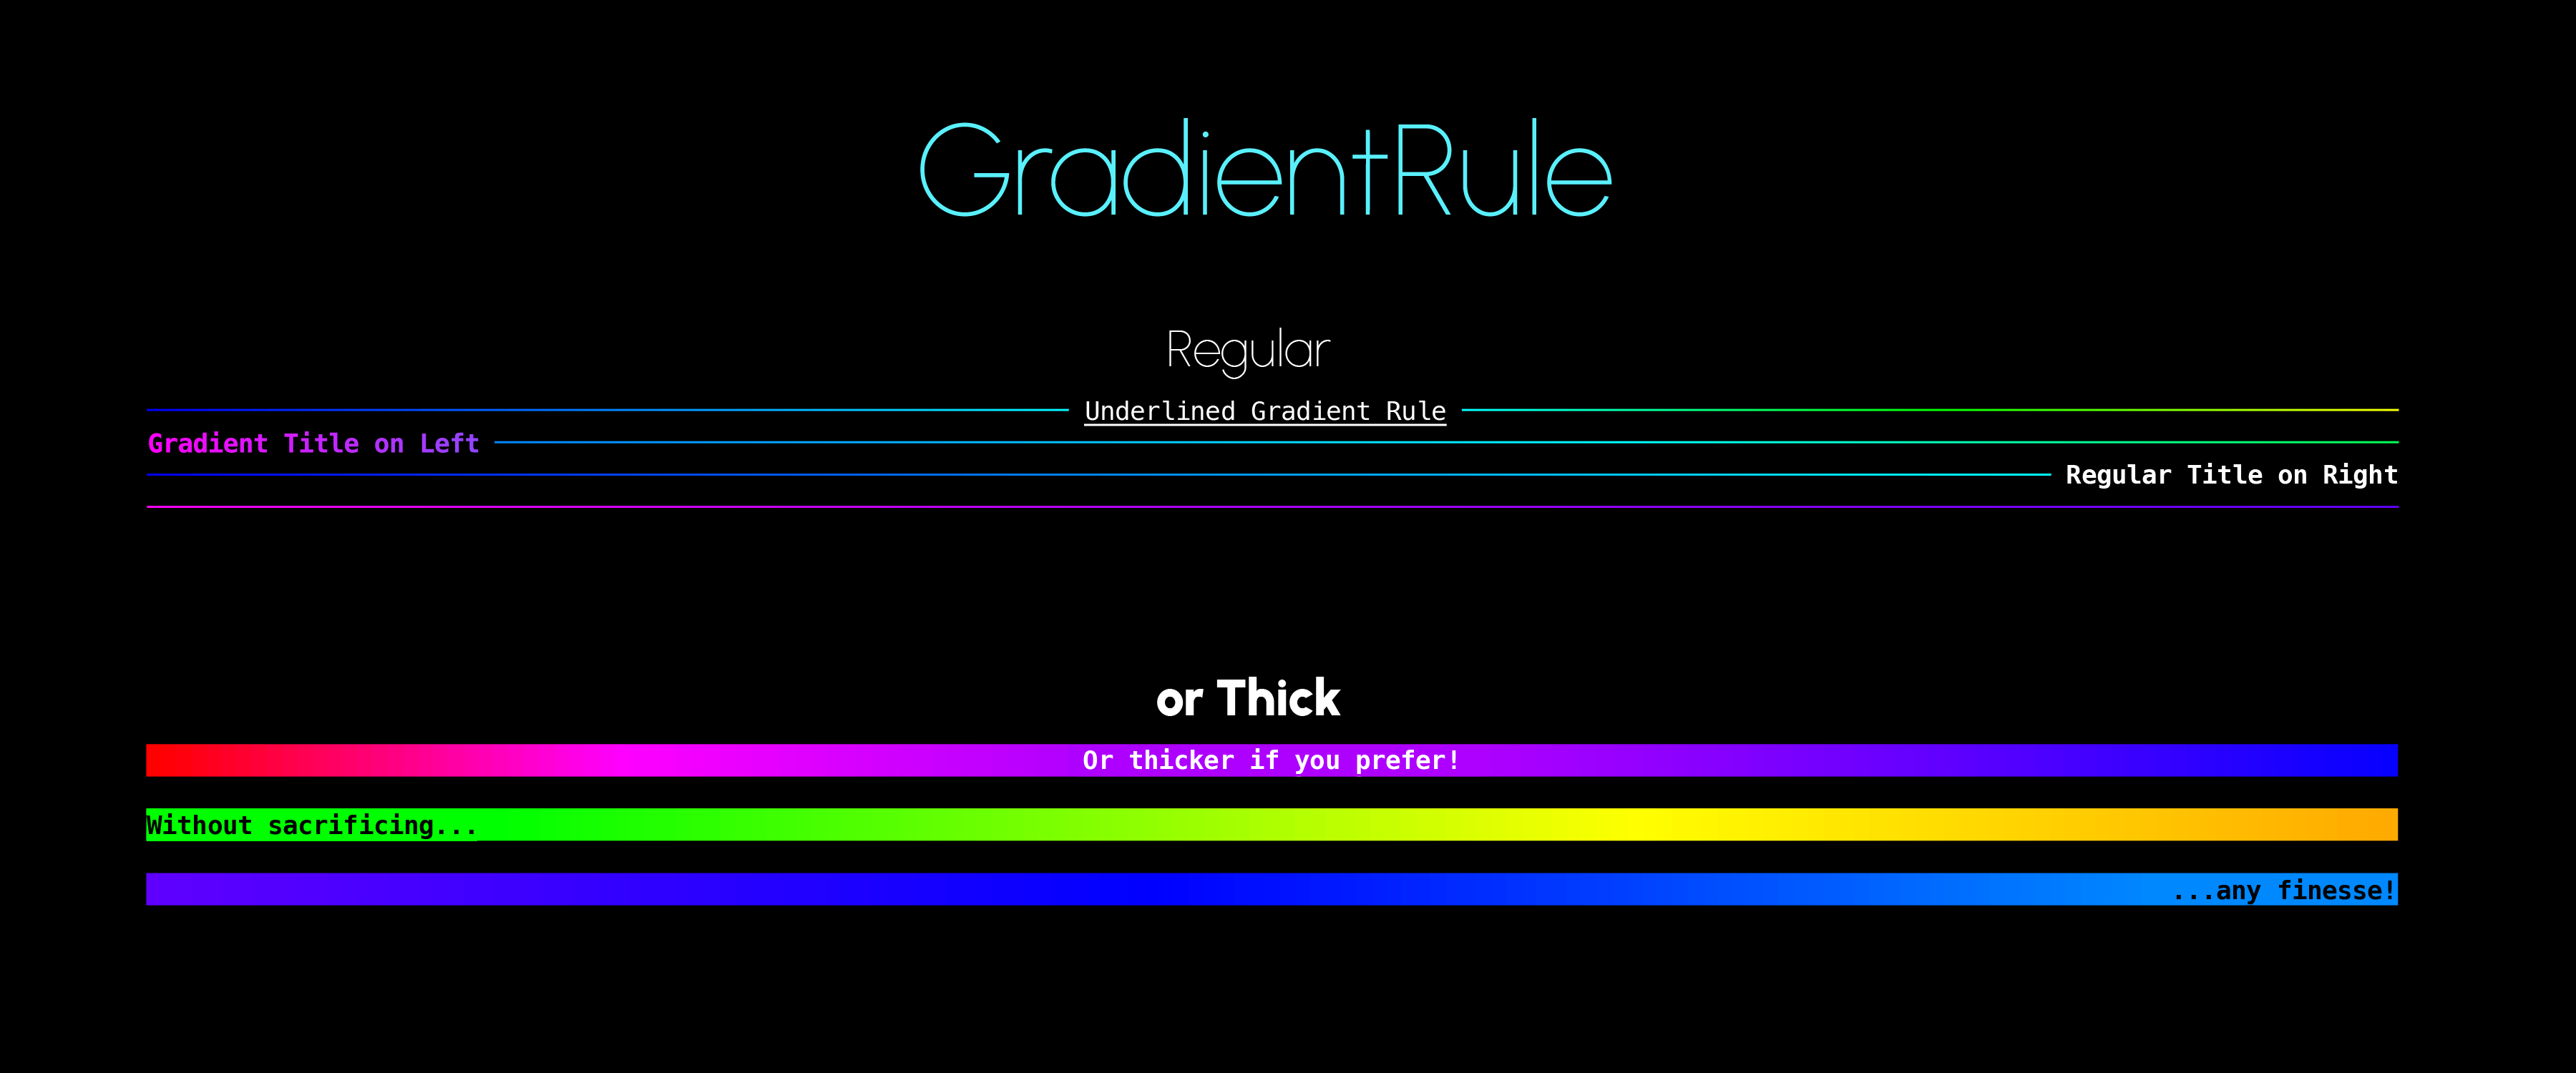 GradientRule
Regular
Underlined Gradient Rule
Gradient Title on Left
Regular Title on Right
or Thick
Or thicker if you prefer!
Without sacrificing...
...any finesse!